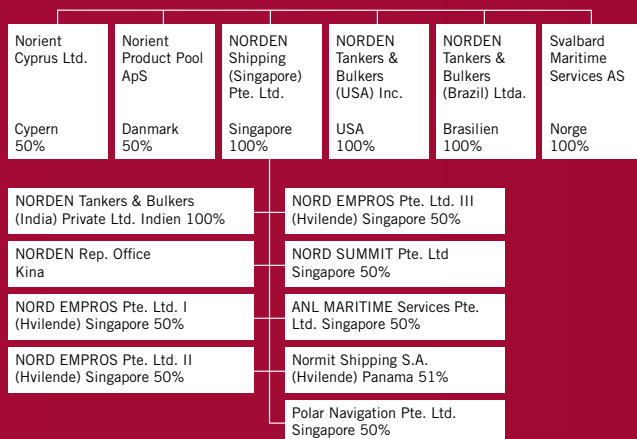 Norient
Cyprus Ltd.
Cypern
50%
Norient
Product Pool
ApS
Danmark
50%
NORDEN
Shipping
(Singapore)
Pte. Ltd.
Singapore
100%
NORDEN
Tankers &
Bulkers
(USA) Inc.
USA
100%
NORDEN
Tankers &
Bulkers
(Brazil) Ltda.
Brasilien
100%
Svalbard
Maritime
Services AS
Norge
100%
NORDEN Tankers & Bulkers
(India) Private Ltd. Indien 100%
NORDEN Rep. Office
Kina
NORD EMPROS Pte. Ltd. I
(Hvilende) Singapore 50%
NORD EMPROS Pte. Ltd. II
(Hvilende) Singapore 50%
NORD EMPROS Pte. Ltd. III
(Hvilende) Singapore 50%
NORD SUMMIT Pte. Ltd
Singapore 50%
ANL MARITIME Services Pte.
Ltd. Singapore 50%
Normit Shipping S.A.
(Hvilende) Panama 51%
Polar Navigation Pte. Ltd.
Singapore 50%